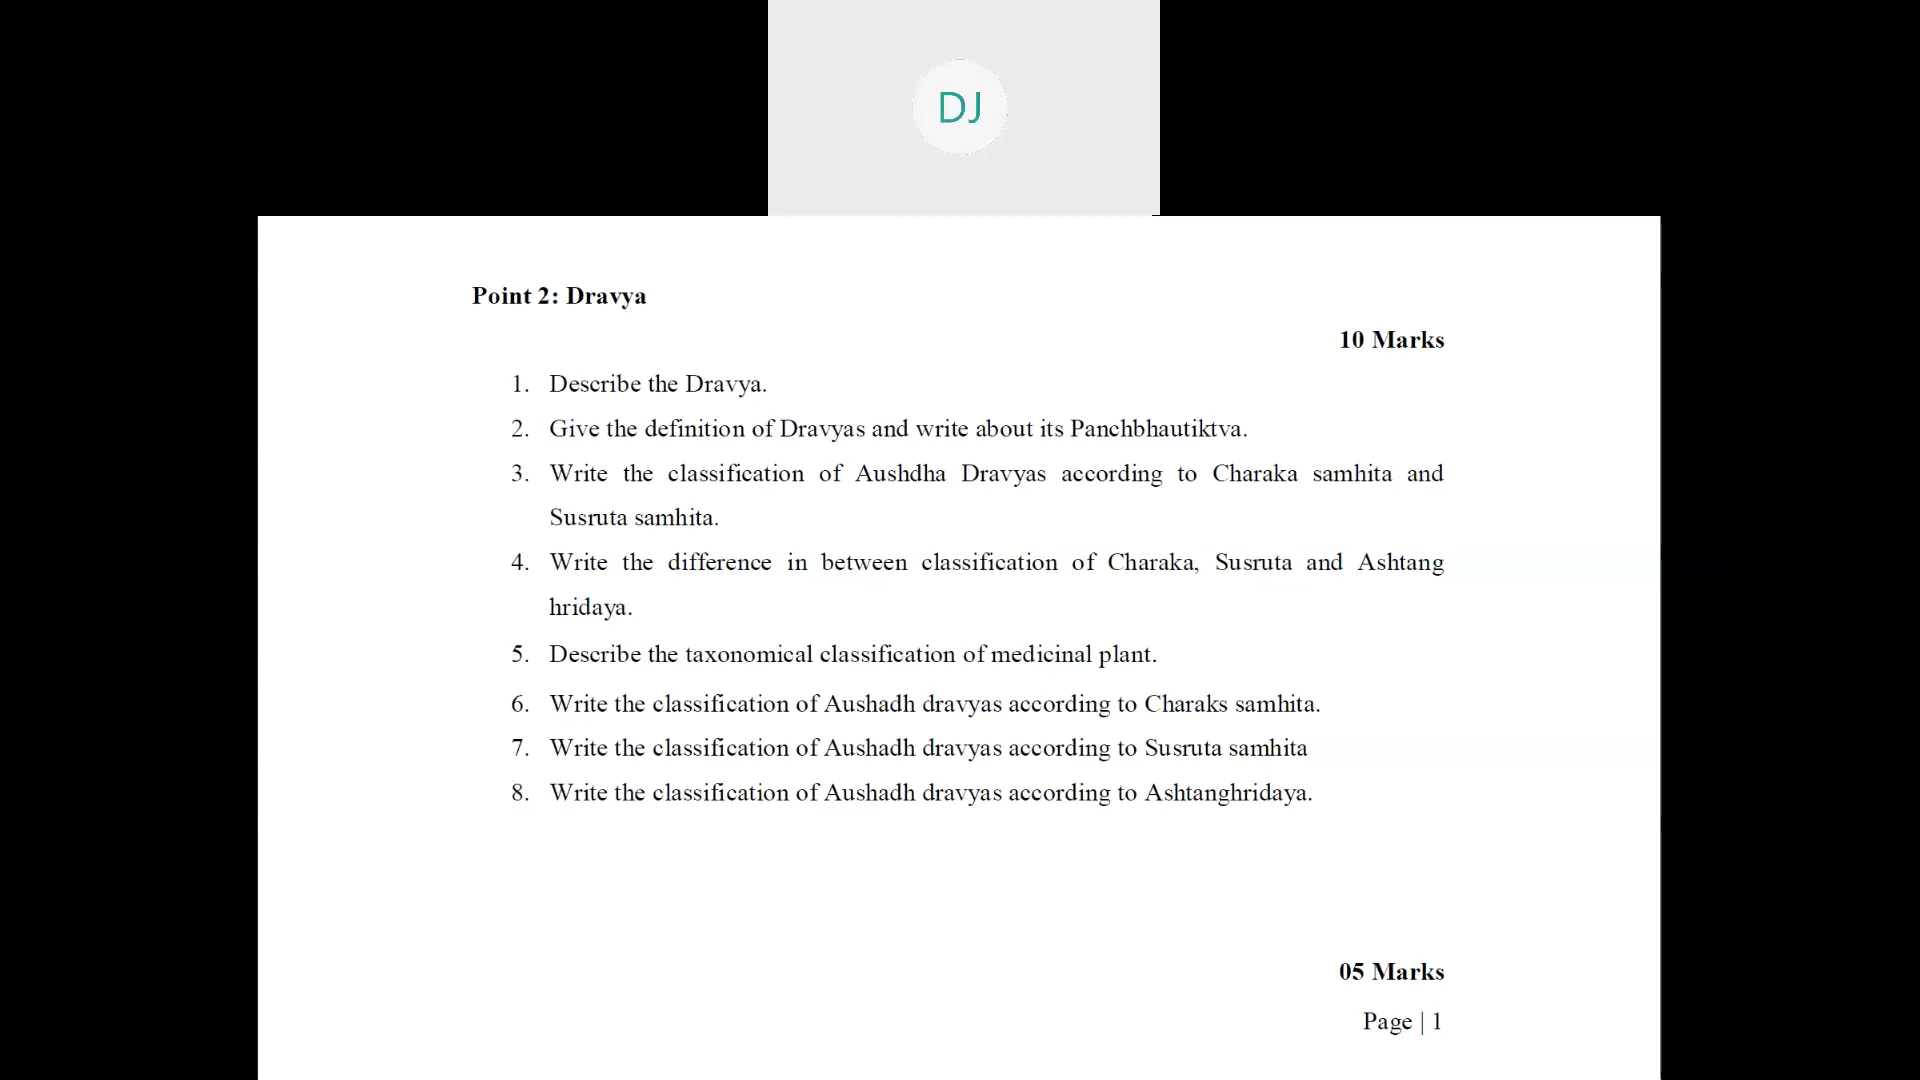 DJ
Point 2: Dravya
10 Marks
1. Describe the Dravya.
2. Give the definition of Dravyas and write about its Panchbhautiktva.
3. Write the classification of Aushdha Dravyas according to Charaka samhita and
Susruta samhita.
4. Write the difference in between classification of Charaka, Susruta and Ashtang
hridaya.
5. Describe the taxonomical classification of medicinal plant.
6. Write the classification of Aushadh dravyas according to Charaks samhita.
7. Write the classification of Aushadh dravyas according to Susruta samhita
8. Write the classification of Aushadh dravyas according to Ashtanghridaya.
05 Marks
Page | 1